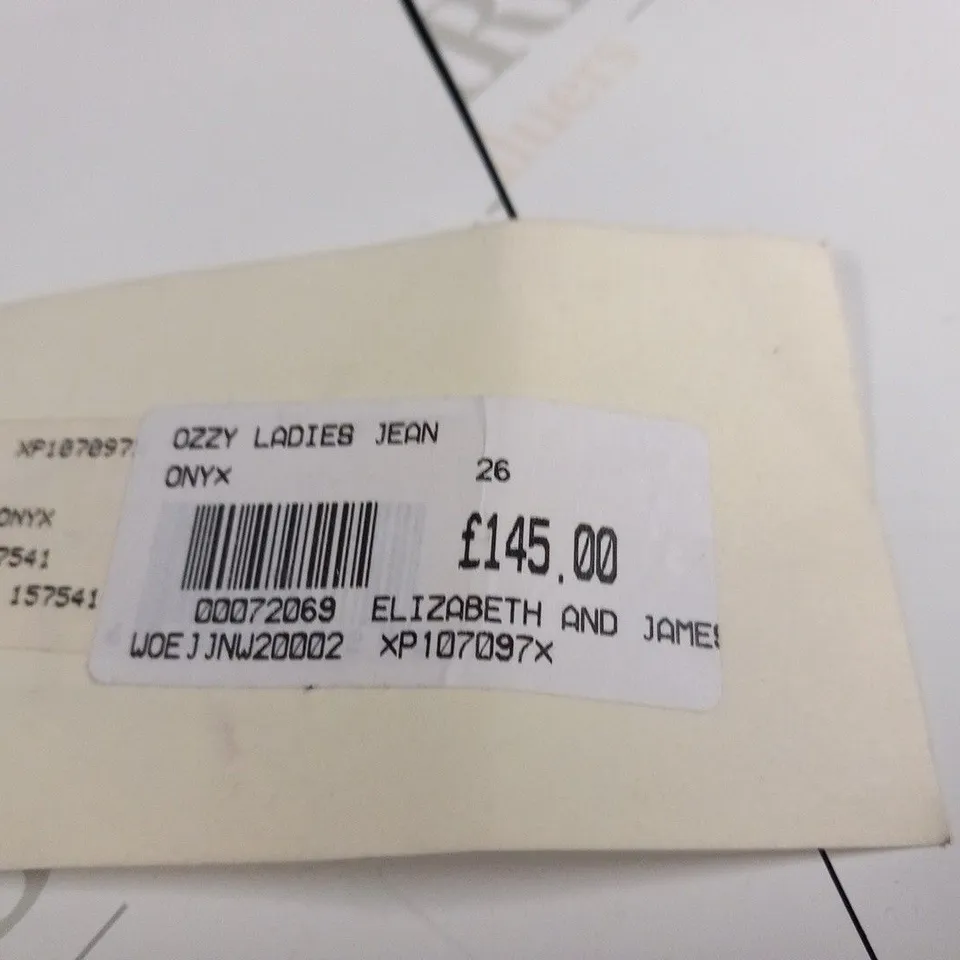 OZZY LADIES JEAN
ONYX 26
£145.00
00072069 ELIZABETH AND JAMES
WOEJJNW20002 XP107097X
XP107097
ONYX
7541
157541